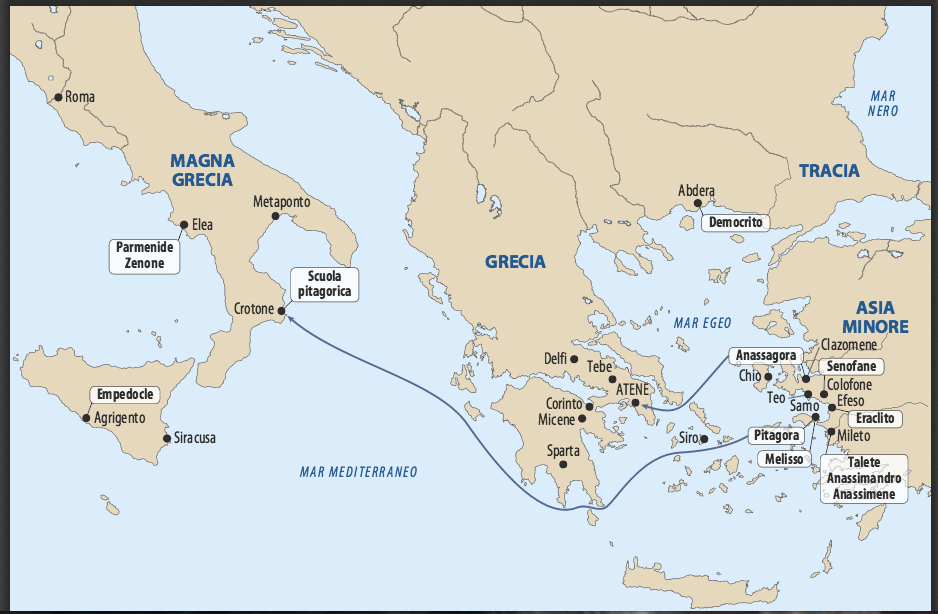 MAR
NERO
Roma
MAGNA
GRECIA
TRACIA
Abdera
Democrito
Metaponto
Elea
Parmenide
Zenone
GRECIA
Scuola
pitagorica
Crotone
ASIA
MINORE
MAR EGEO
Clazomene
Anassagora
Delfi
Senofane
Tebe
Chio
Colofone
ATENE
Empedocle
Teo
Efeso
Corinto
Samo
Agrigento
Micene
Eraclito
Siracusa
Siro
Pitagora
Mileto
Sparta
Melisso
Talete
Anassimandro
Anassimene
MAR MEDITERRANEO